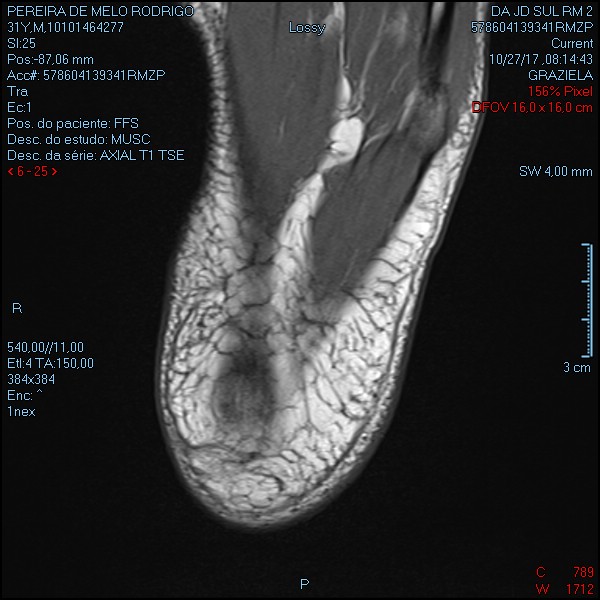 PEREIRA DE MELO RODRIGO
31Y,M,10101464277
Sl:25
Pos:-87,06 mm
Acc#: 578604139341RMZP
Tra
Ec:1
Pos. do paciente: FFS
Desc. do estudo: MUSC
Desc. da série: AXIAL T1 TSE
< 6 - 25 >
Lossy
DA JD SUL RM 2
578604139341RMZP
Current
10/27/17 ,08:14:43
GRAZIELA
156% Pixel
DFOV 16,0 x 16,0 cm
SW 4,00 mm
R
540,00//11,00
Etl:4 TA:150,00
384x384
Enc: ^
1nex
3 cm
P
C 789
W 1712